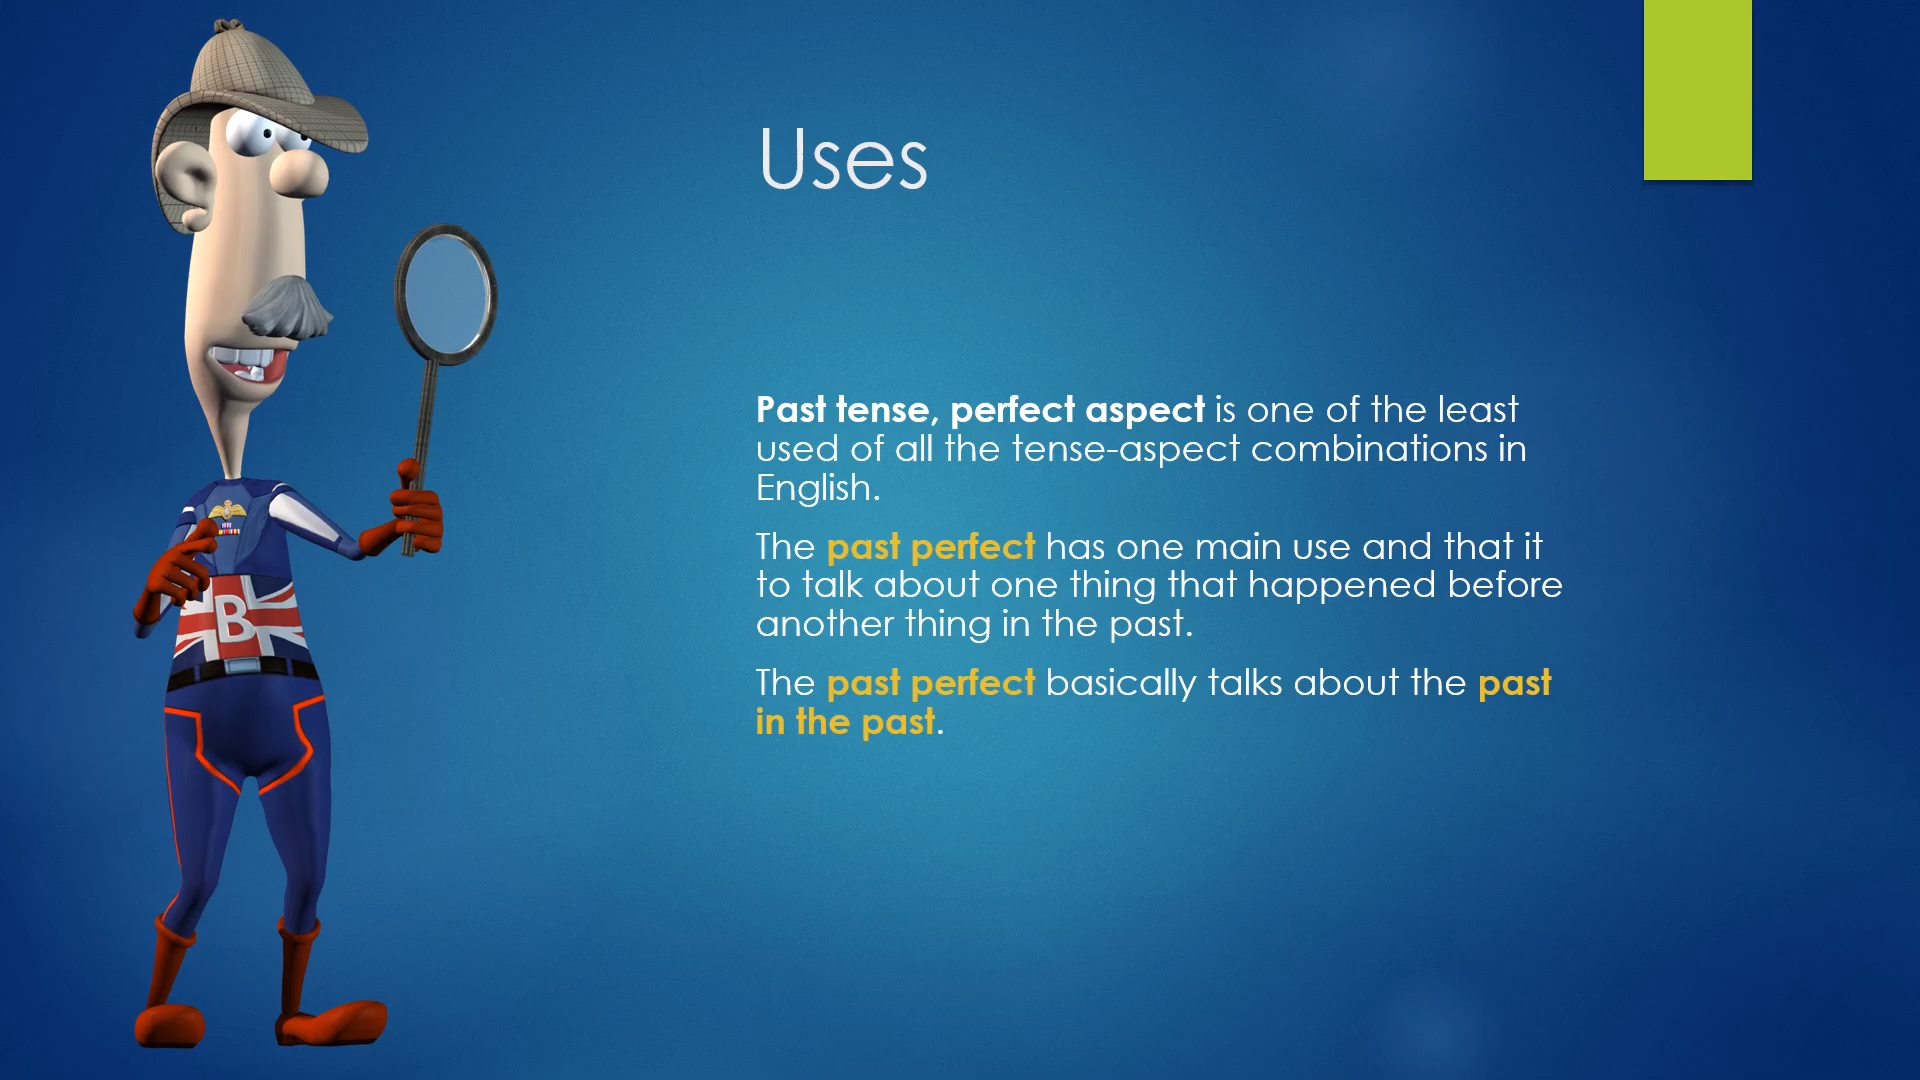 Uses
Past tense, perfect aspect is one of the least
used of all the tense-aspect combinations in
English.
The past perfect has one main use and that it
to talk about one thing that happened before
another thing in the past.
The past perfect basically talks about the past
in the past.
B